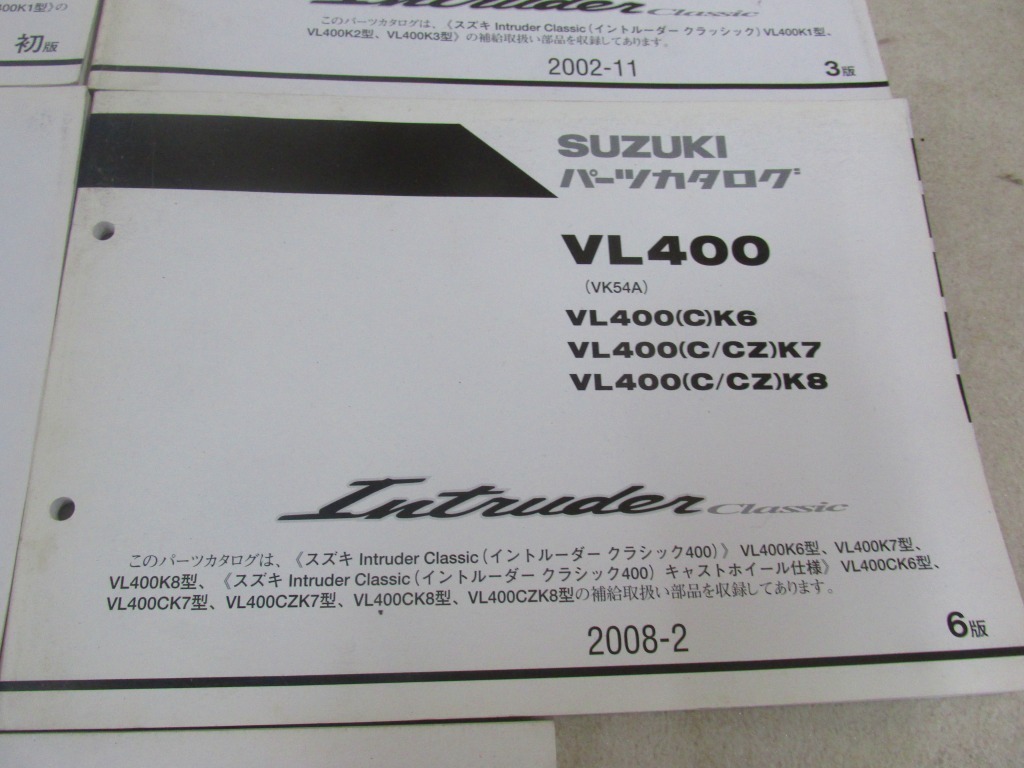 400K1型》の
初版
Intruder Classic
このパーツカタログは、《スズキ Intruder Classic（イントルーダー クラッシック）VL400K1型、
VL400K2型、VL400K3型》の補給取扱い部品を収録してあります。
2002-11
3版
SUZUKI
パーツカタログ
VL400
（VK54A）
VL400(C)K6
VL400(C/CZ)K7
VL400(C/CZ)K8
Intruder Classic
このパーツカタログは、《スズキ Intruder Classic（イントルーダー クラシック400）》 VL400K6型、VL400K7型、
VL400K8型、《スズキ Intruder Classic（イントルーダー クラシック400）キャストホイール仕様》 VL400CK6型、
VL400CK7型、VL400CZK7型、VL400CK8型、VL400CZK8型の補給取扱い部品を収録してあります。
2008-2
6版